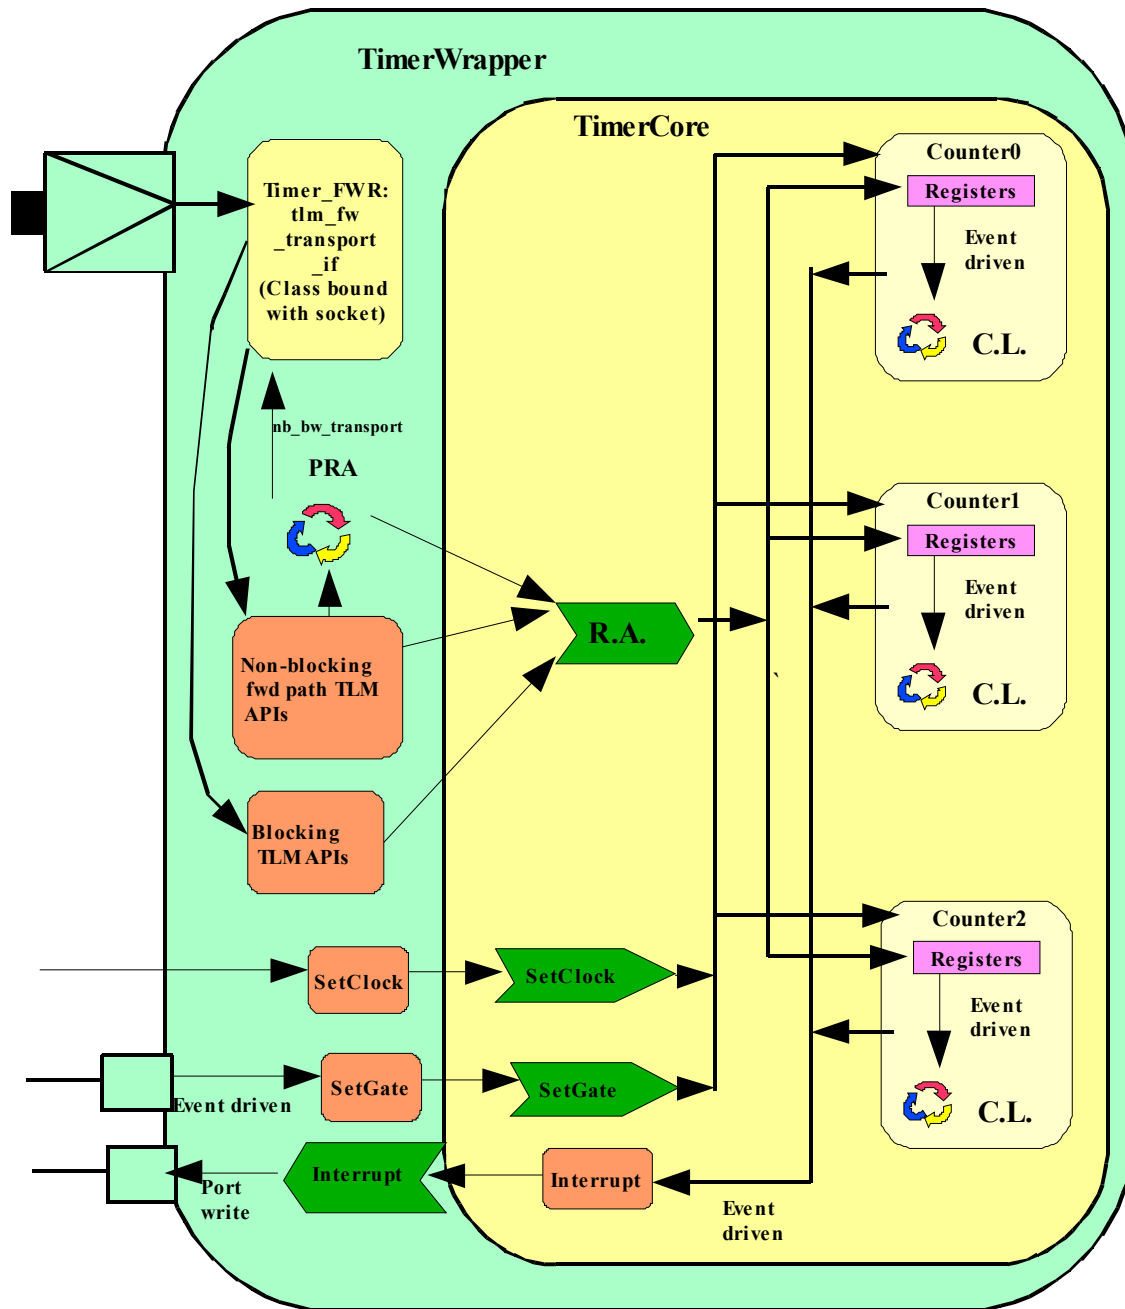 TimerWrapper
TimerCore
Timer_FWR:
tlm_fw
_transport
_if
(Class bound
with socket)
nb_bw_transport
PRA
Non-blocking
fwd path TLM
APIs
Blocking
TLM APIs
R.A.
`
Counter0
Registers
Event
driven
C.L.
Counter1
Registers
Event
driven
C.L.
Counter2
Registers
Event
driven
C.L.
SetClock
SetClock
Event driven
SetGate
SetGate
Port
write
Interrupt
Interrupt
Event
driven